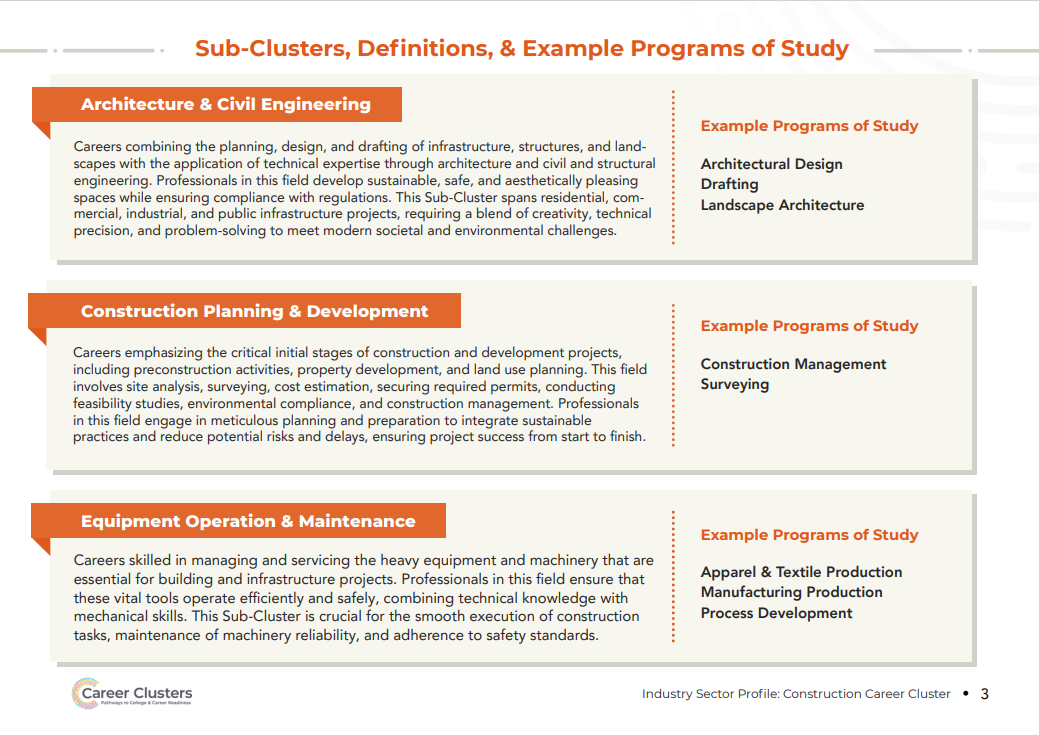 Sub-Clusters, Definitions, & Example Programs of Study
Architecture & Civil Engineering
Careers combining the planning, design, and drafting of infrastructure, structures, and land-
scapes with the application of technical expertise through architecture and civil and structural
engineering. Professionals in this field develop sustainable, safe, and aesthetically pleasing
spaces while ensuring compliance with regulations. This Sub-Cluster spans residential, com-
mercial, industrial, and public infrastructure projects, requiring a blend of creativity, technical
precision, and problem-solving to meet modern societal and environmental challenges.
Example Programs of Study
Architectural Design
Drafting
Landscape Architecture
Construction Planning & Development
Careers emphasizing the critical initial stages of construction and development projects,
including preconstruction activities, property development, and land use planning. This field
involves site analysis, surveying, cost estimation, securing required permits, conducting
feasibility studies, environmental compliance, and construction management. Professionals
in this field engage in meticulous planning and preparation to integrate sustainable
practices and reduce potential risks and delays, ensuring project success from start to finish.
Example Programs of Study
Construction Management
Surveying
Equipment Operation & Maintenance
Careers skilled in managing and servicing the heavy equipment and machinery that are
essential for building and infrastructure projects. Professionals in this field ensure that
these vital tools operate efficiently and safely, combining technical knowledge with
mechanical skills. This Sub-Cluster is crucial for the smooth execution of construction
tasks, maintenance of machinery reliability, and adherence to safety standards.
Example Programs of Study
Apparel & Textile Production
Manufacturing Production
Process Development
Career Clusters
Pathways to College & Career Readiness
Industry Sector Profile: Construction Career Cluster • 3